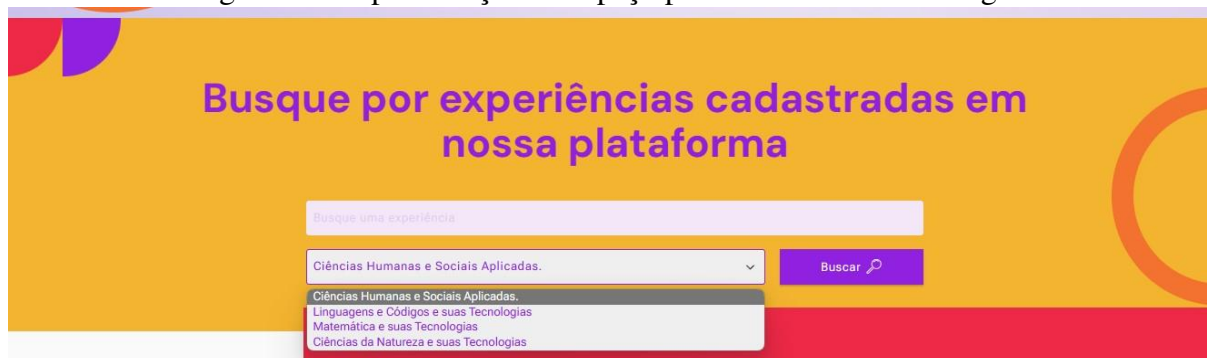 Busque por experiências cadastradas em
nossa plataforma
Busque uma experiência
Ciências Humanas e Sociais Aplicadas.
Buscar
Ciências Humanas e Sociais Aplicadas.
Linguagens e Códigos e suas Tecnologias
Matemática e suas Tecnologias
Ciências da Natureza e suas Tecnologias